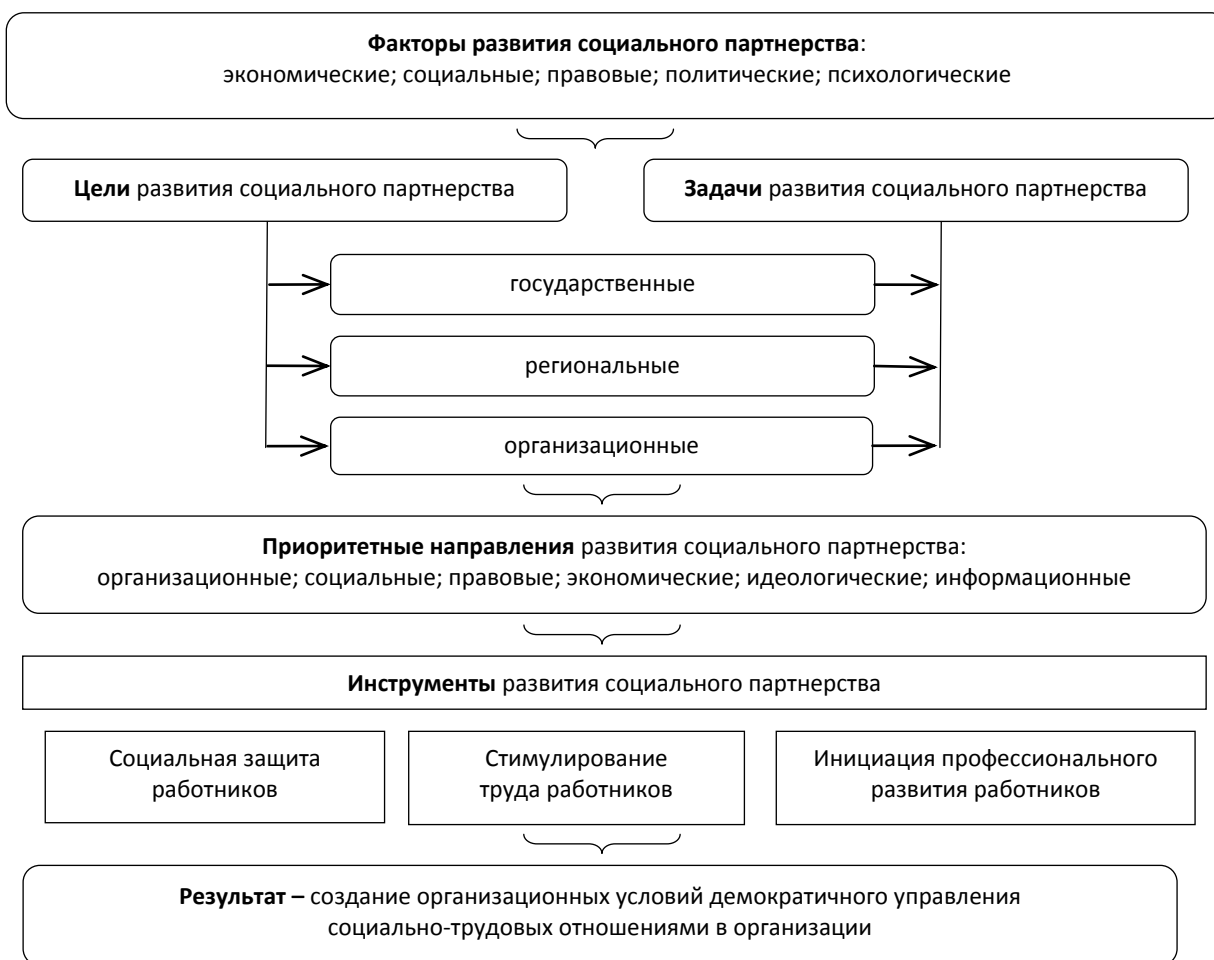 Факторы развития социального партнерства:
экономические; социальные; правовые; политические; психологические
Цели развития социального партнерства
Задачи развития социального партнерства
государственные
региональные
организационные
Приоритетные направления развития социального партнерства:
организационные; социальные; правовые; экономические; идеологические; информационные
Инструменты развития социального партнерства
Социальная защита
работников
Стимулирование
труда работников
Инициация профессионального
развития работников
Результат – создание организационных условий демократичного управления
социально-трудовых отношениями в организации